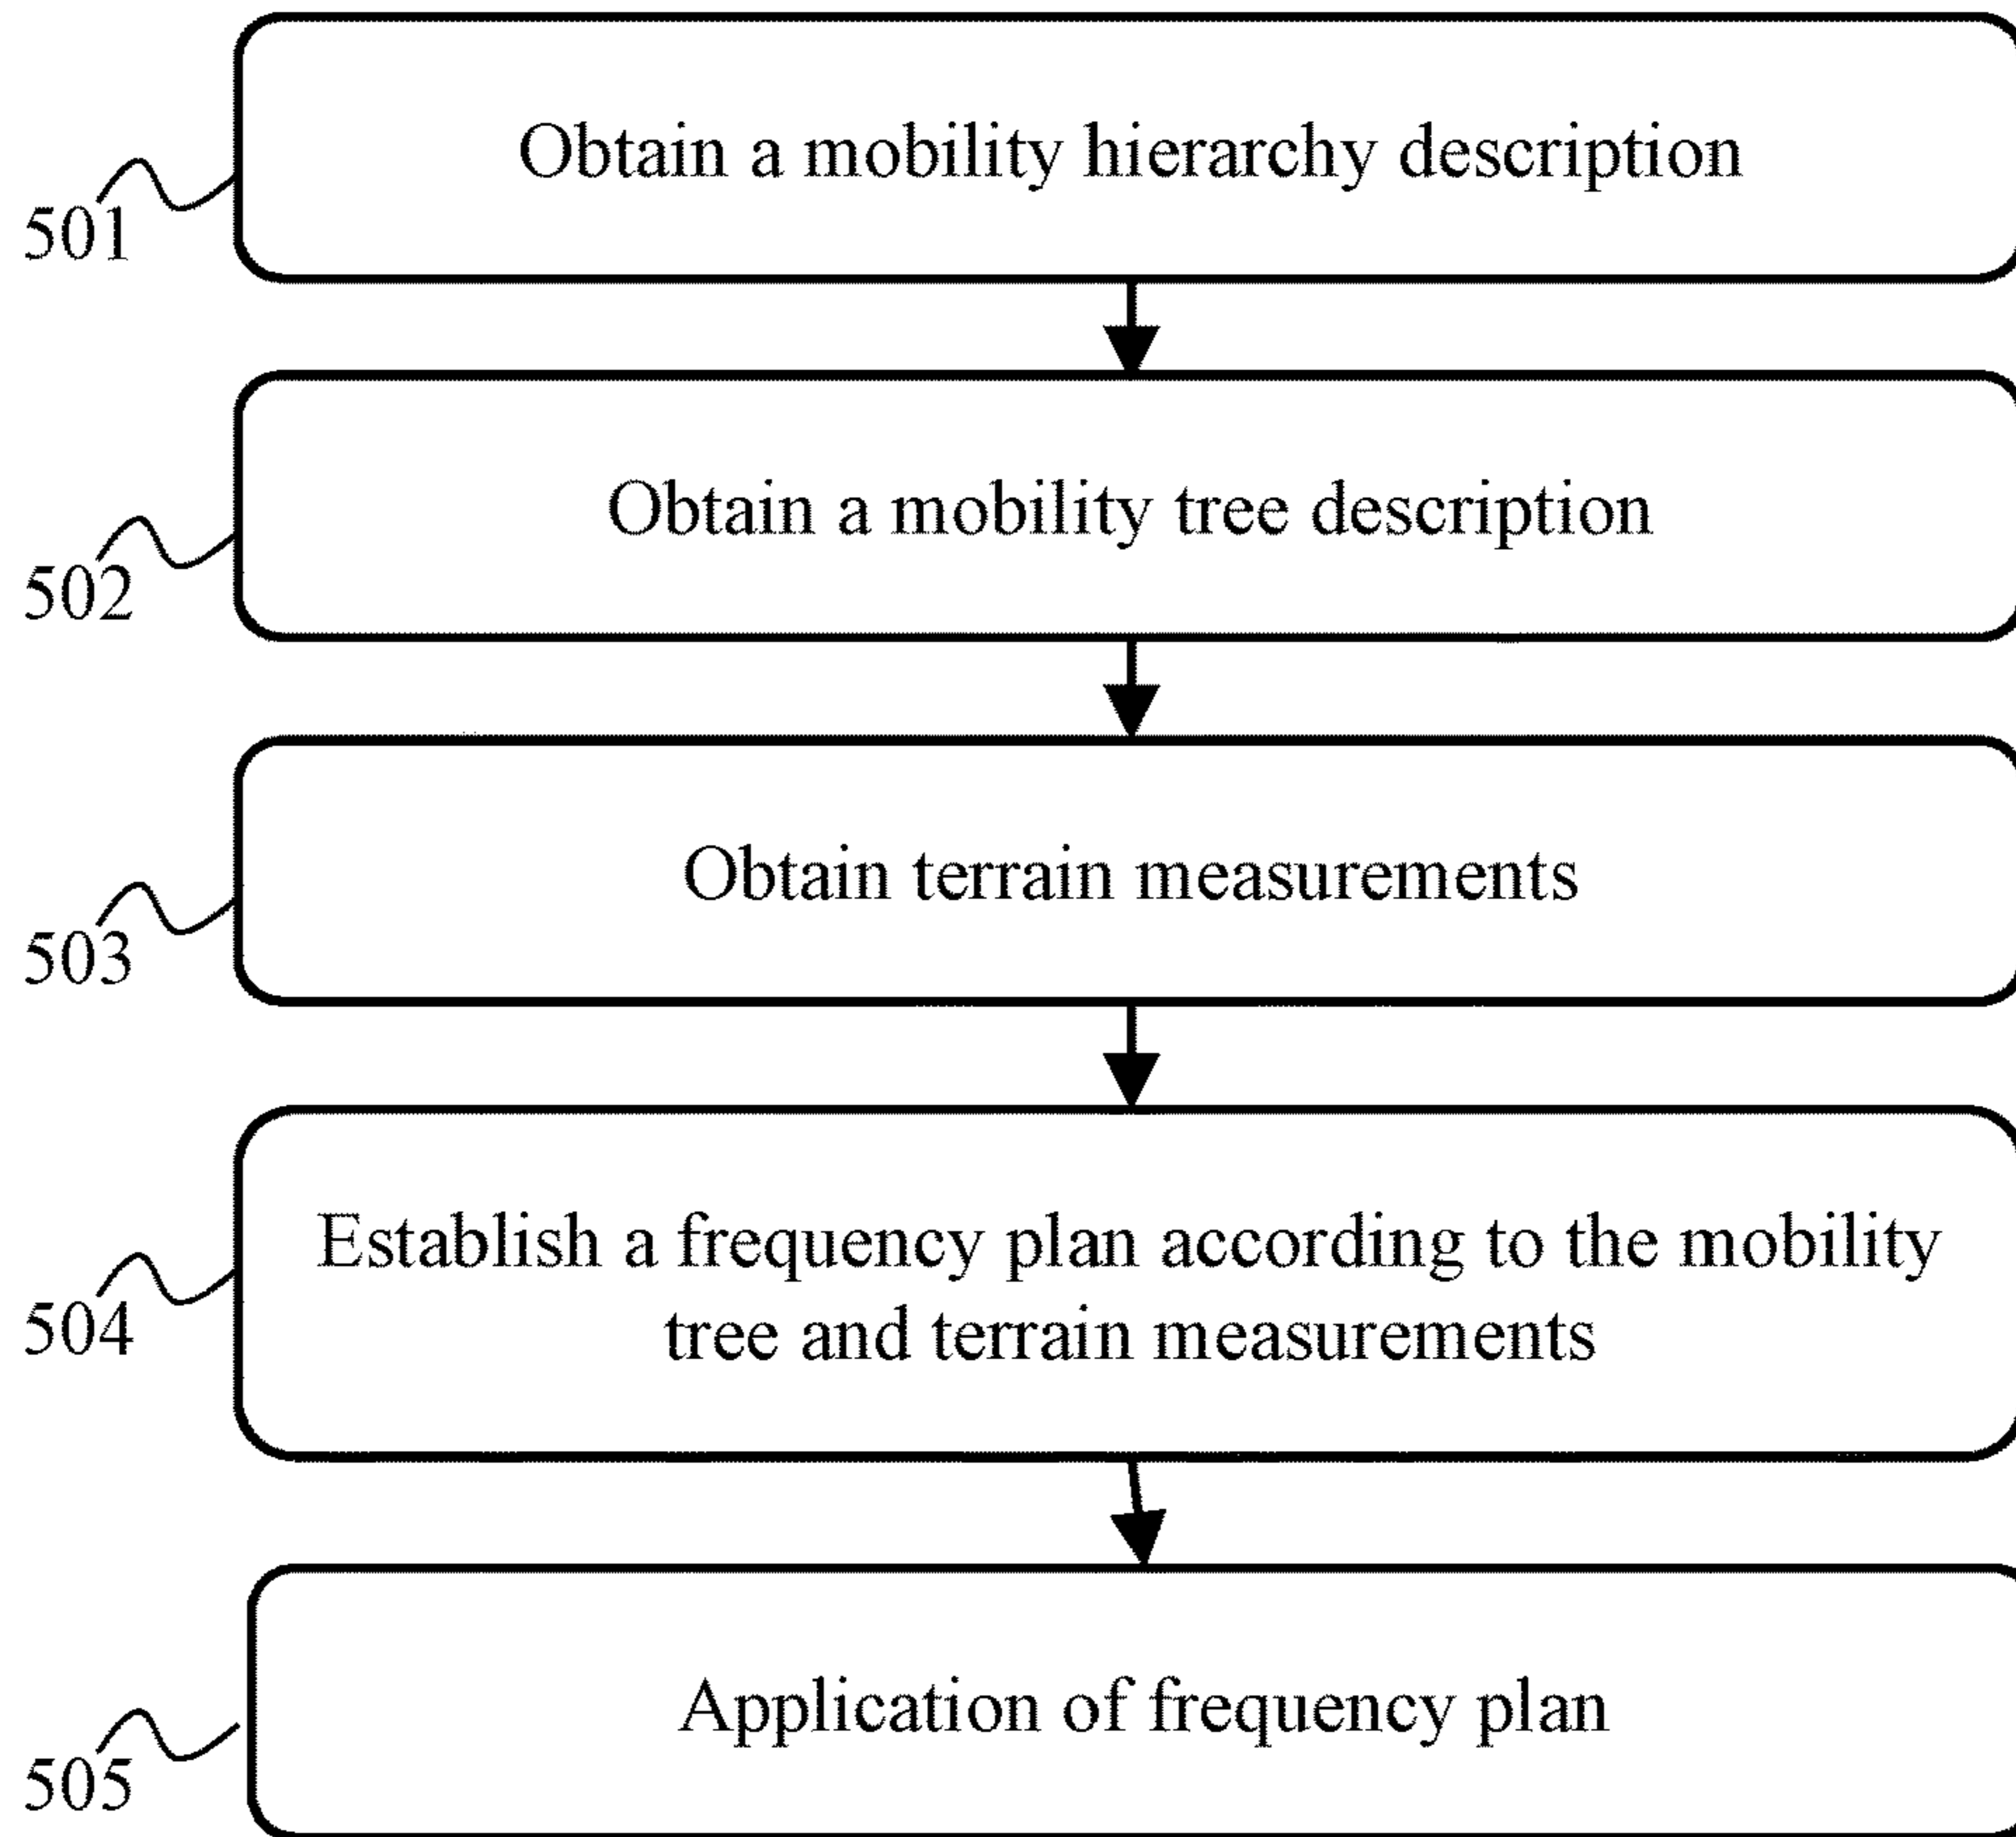 Obtain a mobility hierarchy description
501
Obtain a mobility tree description
502
Obtain terrain measurements
503
Establish a frequency plan according to the mobility
tree and terrain measurements
504
Application of frequency plan
505